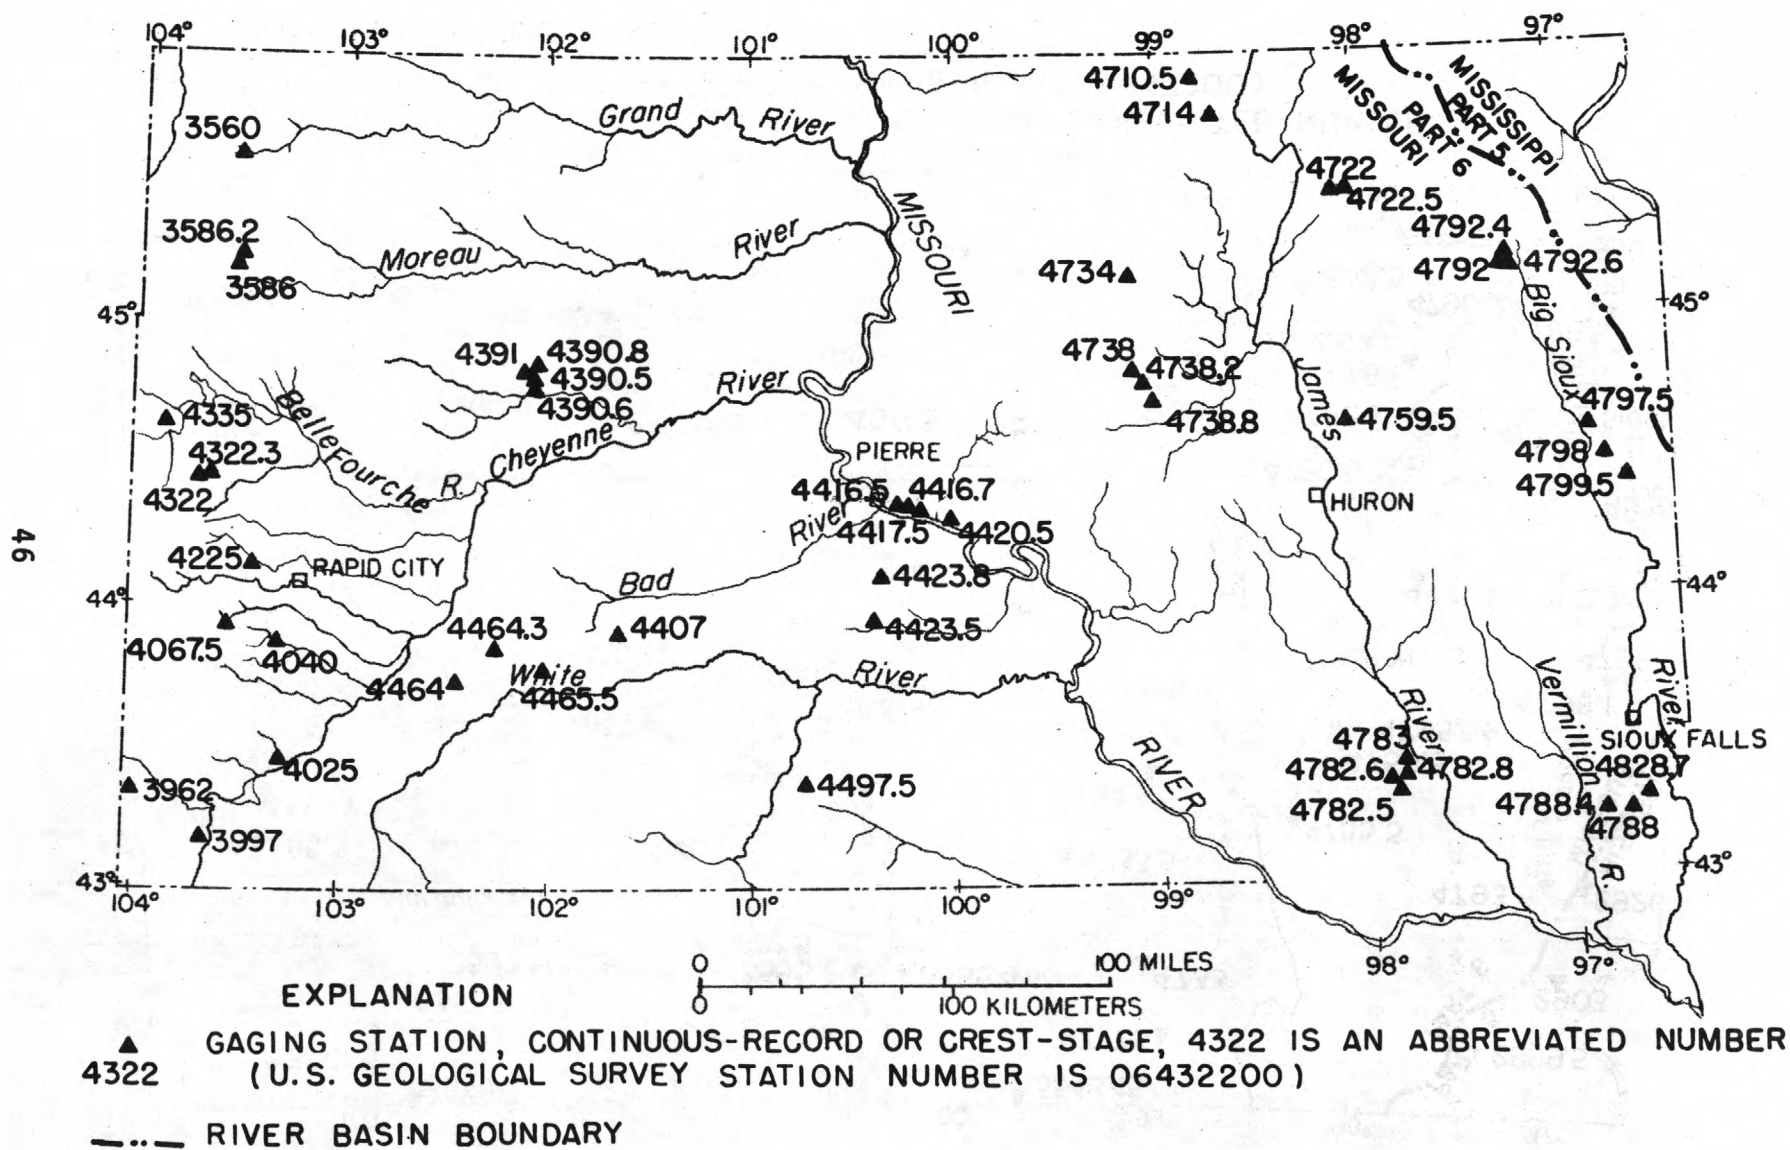 104°
103°
102°
101°
100°
99°
98°
97°
4710.5
4714
MISSISSIPPI
PART 5
PART 6
MISSOURI
Grand River
3560
4722
4722.5
MISSOURI
3586.2
3586
Moreau River
4792.4
4792
4792.6
4734
45°
45°
Big Sioux
4391
4390.8
4390.5
4390.6
4738
4738.2
4738.8
River
James
4797.5
4335
Belle Fourche R.
Cheyenne
4759.5
4322.3
4322
4798
4799.5
PIERRE
4416.5
4416.7
HURON
River
4417.5
4420.5
46
4225
RAPID CITY
Bad
4423.8
44°
44°
4067.5
4040
4464.3
4407
4423.5
4464
White
4465.5
River
Vermillion
River
River
SIOUX FALLS
4783
RIVER
4025
4782.6
4782.8
4828.7
3962
4497.5
4782.5
4788.4
4788
3997
R.
43°
43°
104°
103°
102°
101°
100°
99°
98°
97°
0
100 MILES
0
100 KILOMETERS
EXPLANATION
GAGING STATION, CONTINUOUS-RECORD OR CREST-STAGE, 4322 IS AN ABBREVIATED NUMBER
4322 (U.S. GEOLOGICAL SURVEY STATION NUMBER IS 06432200)
RIVER BASIN BOUNDARY